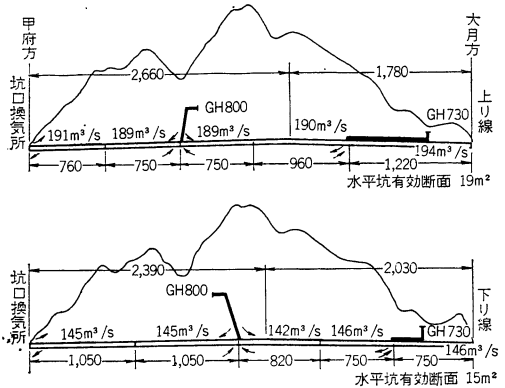 甲府方
大月方
2,660
1,780
坑口換気所
GH800
GH730
上り線
191m³/s
189m³/s
189m³/s
190m³/s
194m³/s
760
750
750
960
1,220
水平坑有効断面 19m²
2,390
2,030
坑口換気所
GH800
GH730
下り線
145m³/s
145m³/s
142m³/s
146m³/s
146m³/s
1,050
1,050
820
750
750
水平坑有効断面 15m²